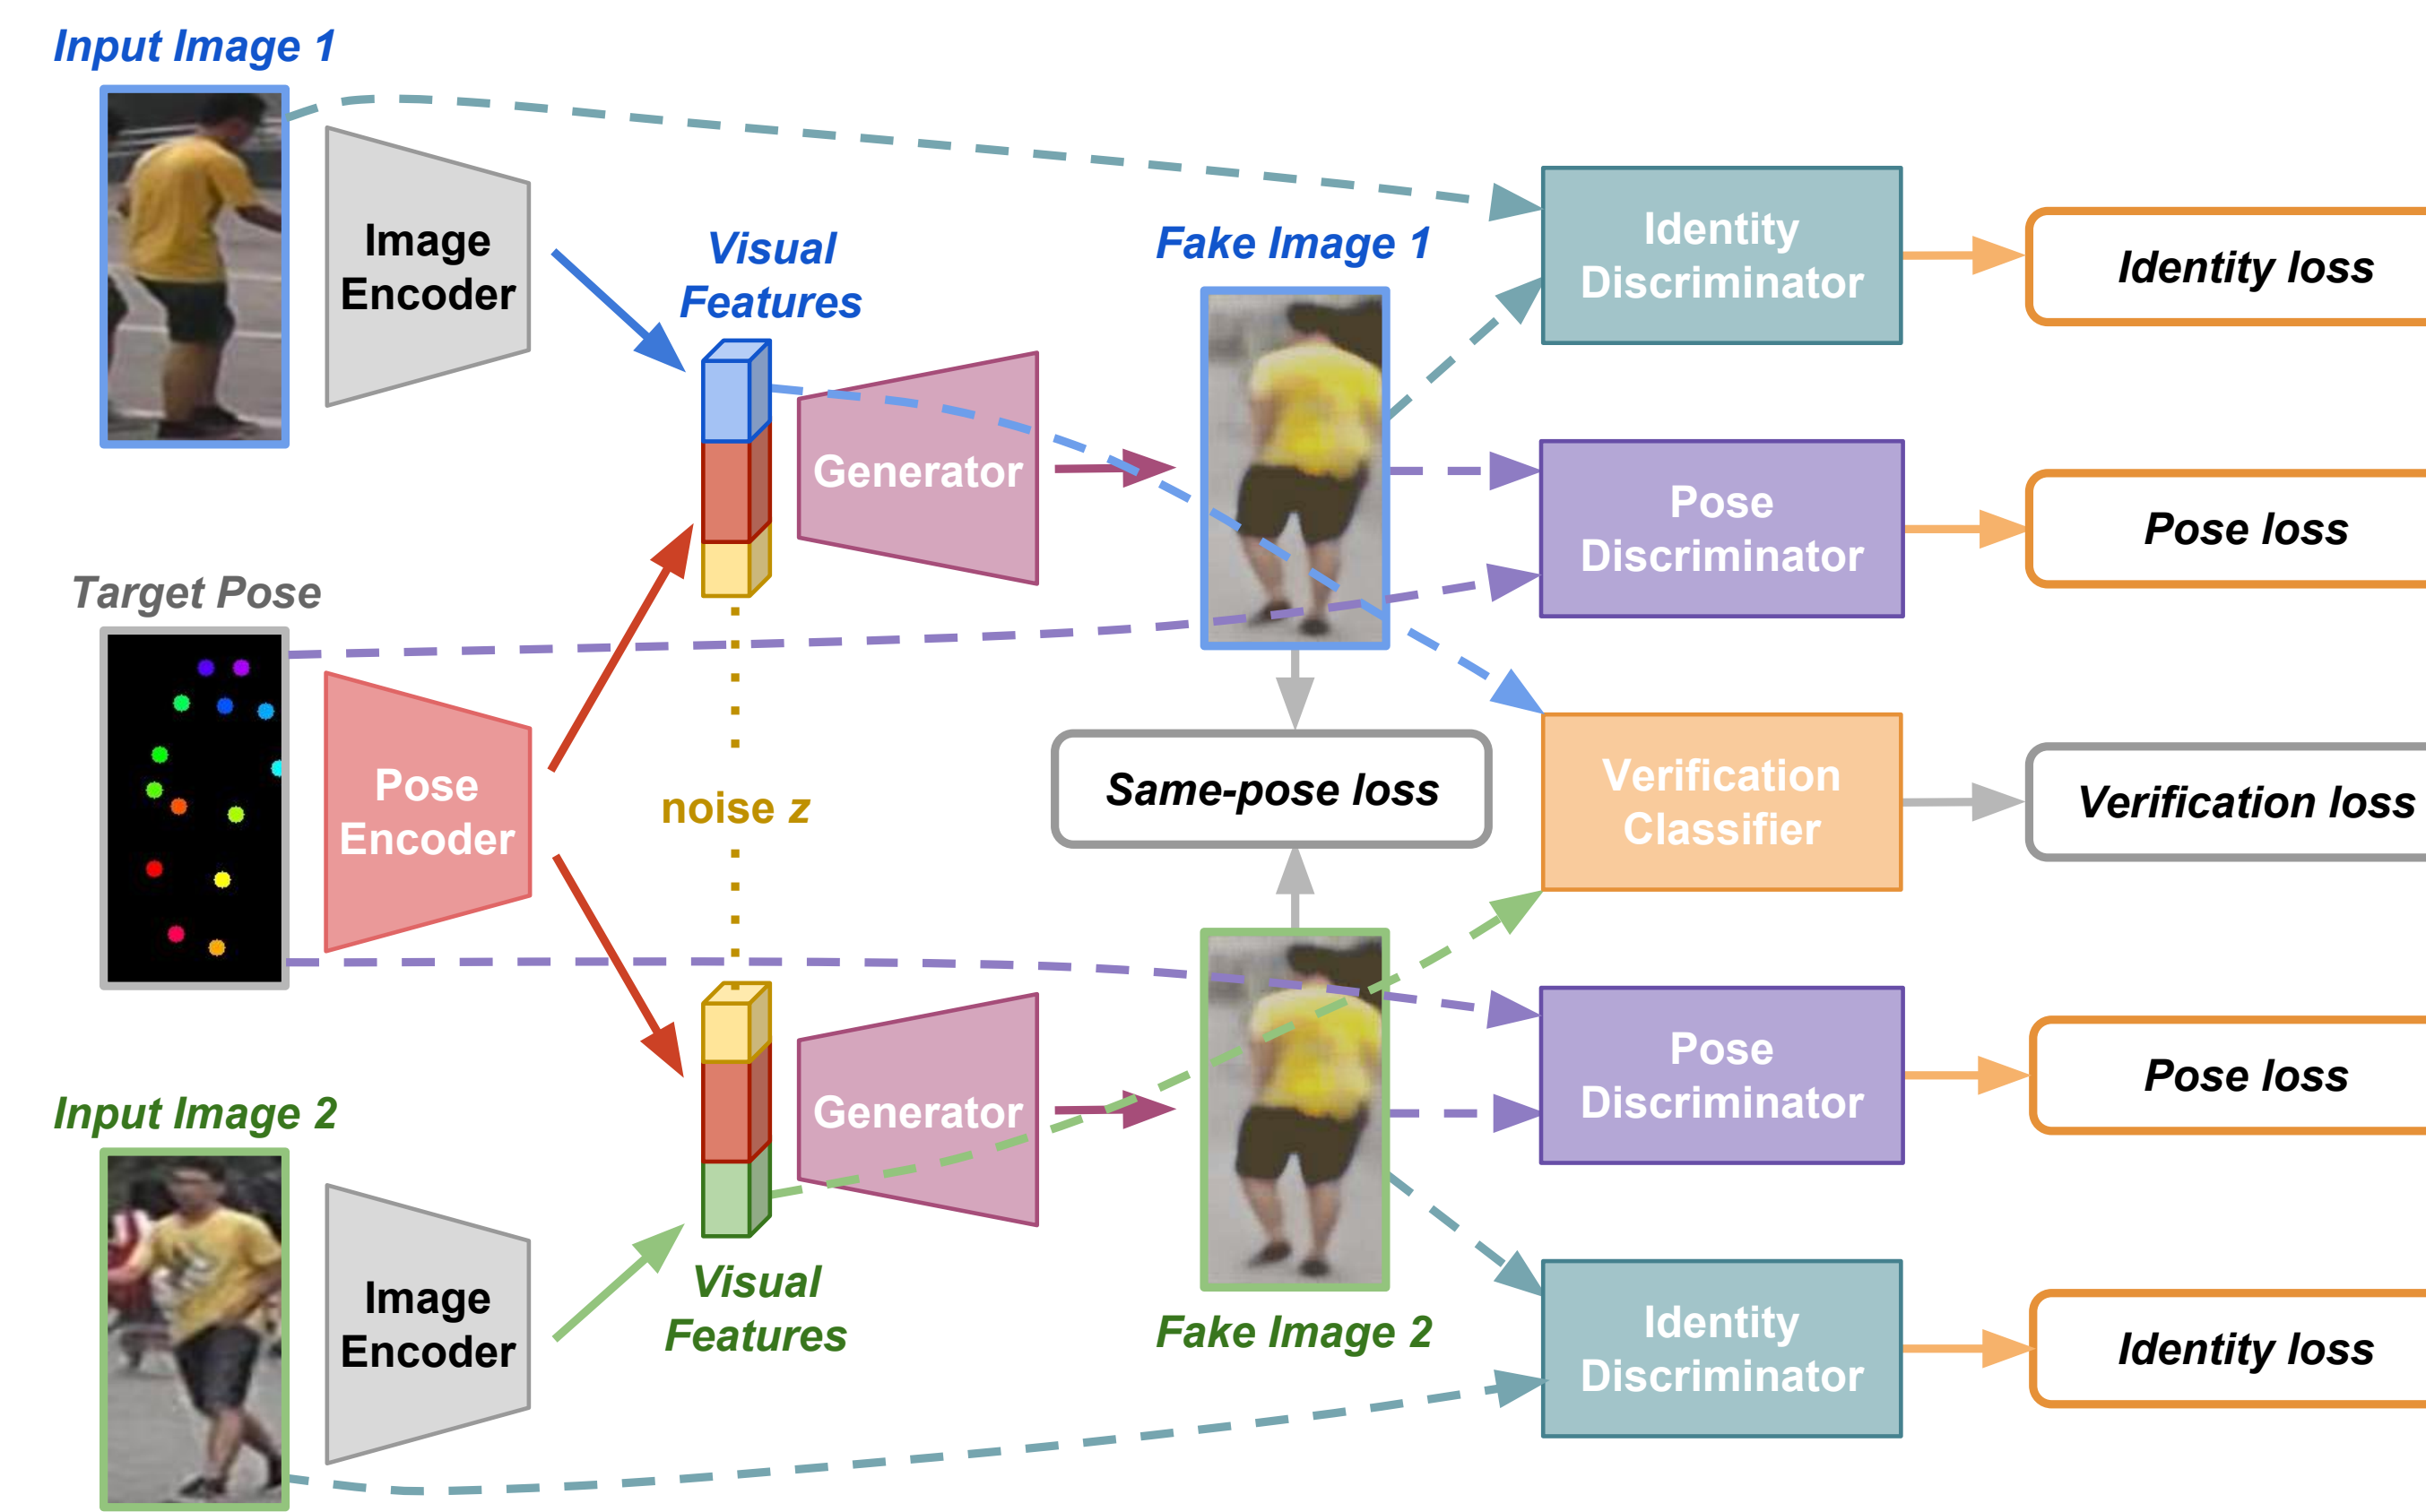 Input Image 1
Image
Encoder
Visual
Features
Generator
Fake Image 1
Identity
Discriminator
Identity loss
Pose
Discriminator
Pose loss
Target Pose
Pose
Encoder
noise z
Same-pose loss
Verification
Classifier
Verification loss
Input Image 2
Image
Encoder
Visual
Features
Generator
Fake Image 2
Pose
Discriminator
Pose loss
Identity
Discriminator
Identity loss